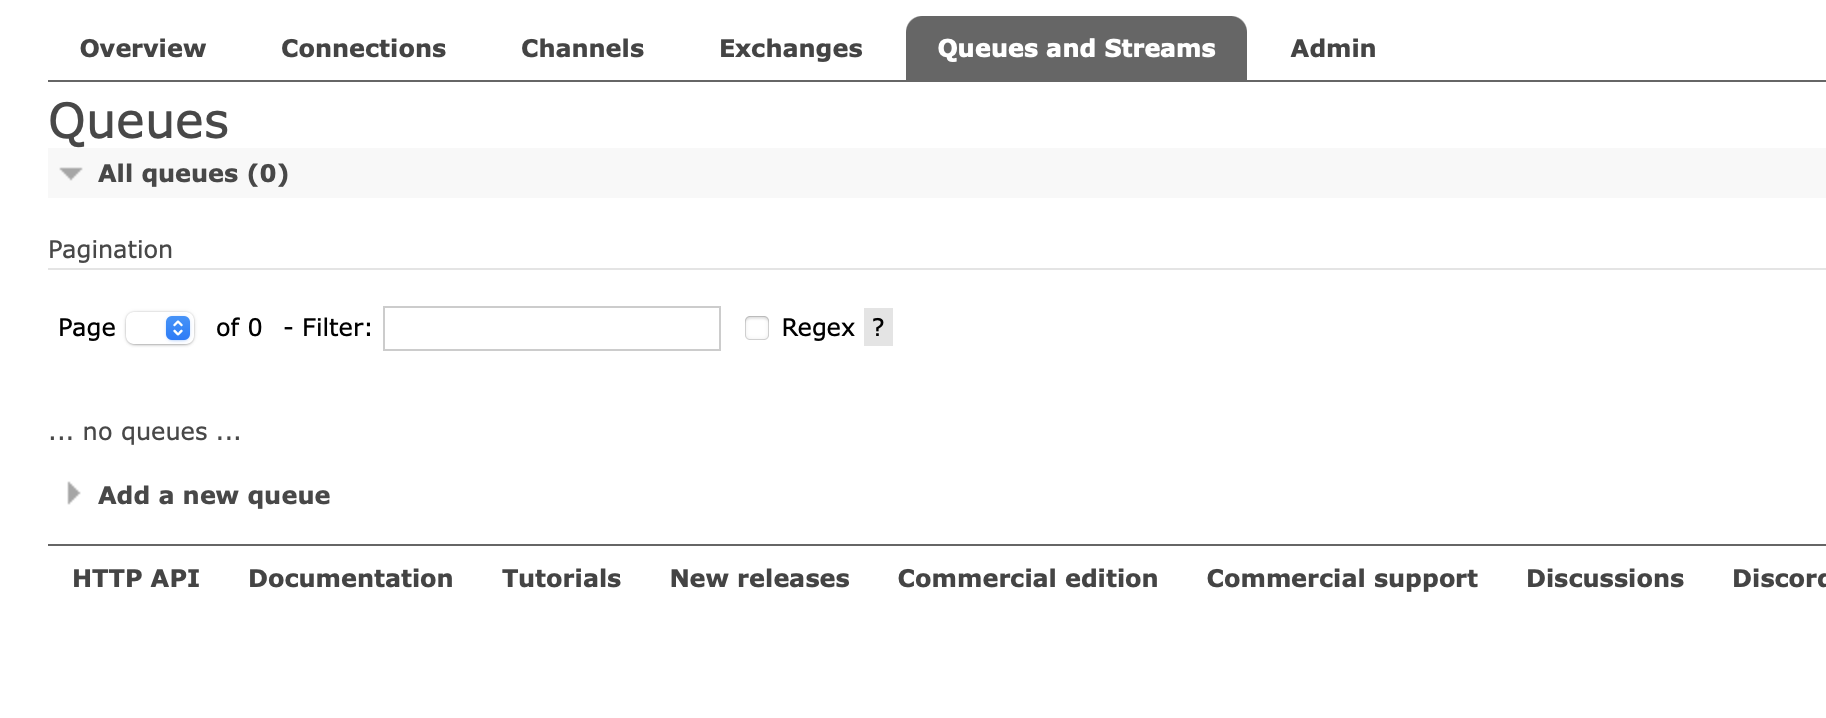 Overview Connections Channels Exchanges Queues and Streams Admin
Queues
All queues (0)
Pagination
Page of 0 - Filter: Regex ?
... no queues ...
Add a new queue
HTTP API Documentation Tutorials New releases Commercial edition Commercial support Discussions Discord